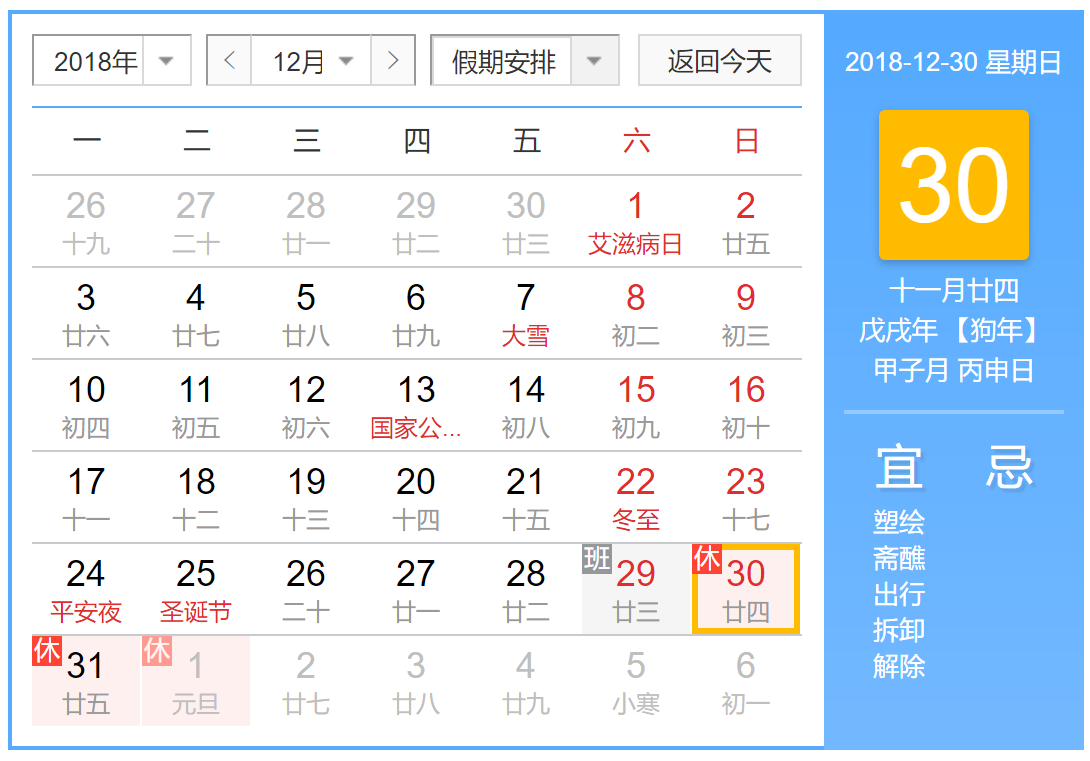 2018年 < 12月 > 假期安排 返回今天
一 二 三 四 五 六 日
26 27 28 29 30 1 2
十九 二十 廿一 廿二 廿三 艾滋病日 廿五
3 4 5 6 7 8 9
廿六 廿七 廿八 廿九 大雪 初二 初三
10 11 12 13 14 15 16
初四 初五 初六 国家公... 初八 初九 初十
17 18 19 20 21 22 23
十一 十二 十三 十四 十五 冬至 十七
24 25 26 27 28 班 29 休 30
平安夜 圣诞节 二十 廿一 廿二 廿三 廿四
休 31 休 1 2 3 4 5 6
廿五 元旦 廿七 廿八 廿九 小寒 初一
2018-12-30 星期日
30
十一月廿四
戊戌年 【狗年】
甲子月 丙申日
宜 忌
塑绘
斋醮
出行
拆卸
解除